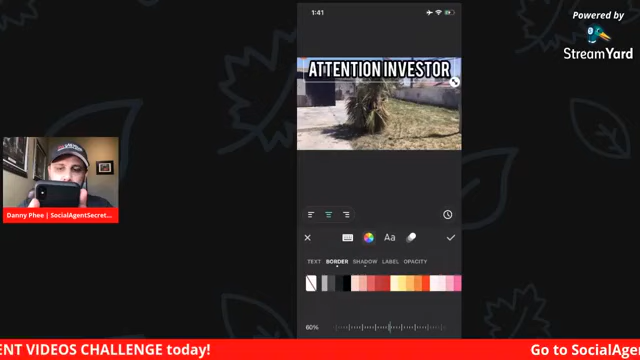 1:41
Powered by
StreamYard
ATTENTION INVESTOR
Danny Phee | SocialAgentSecret...
Aa
TEXT BORDER SHADOW LABEL OPACITY
60%
ENT VIDEOS CHALLENGE today! Go to SocialAgen